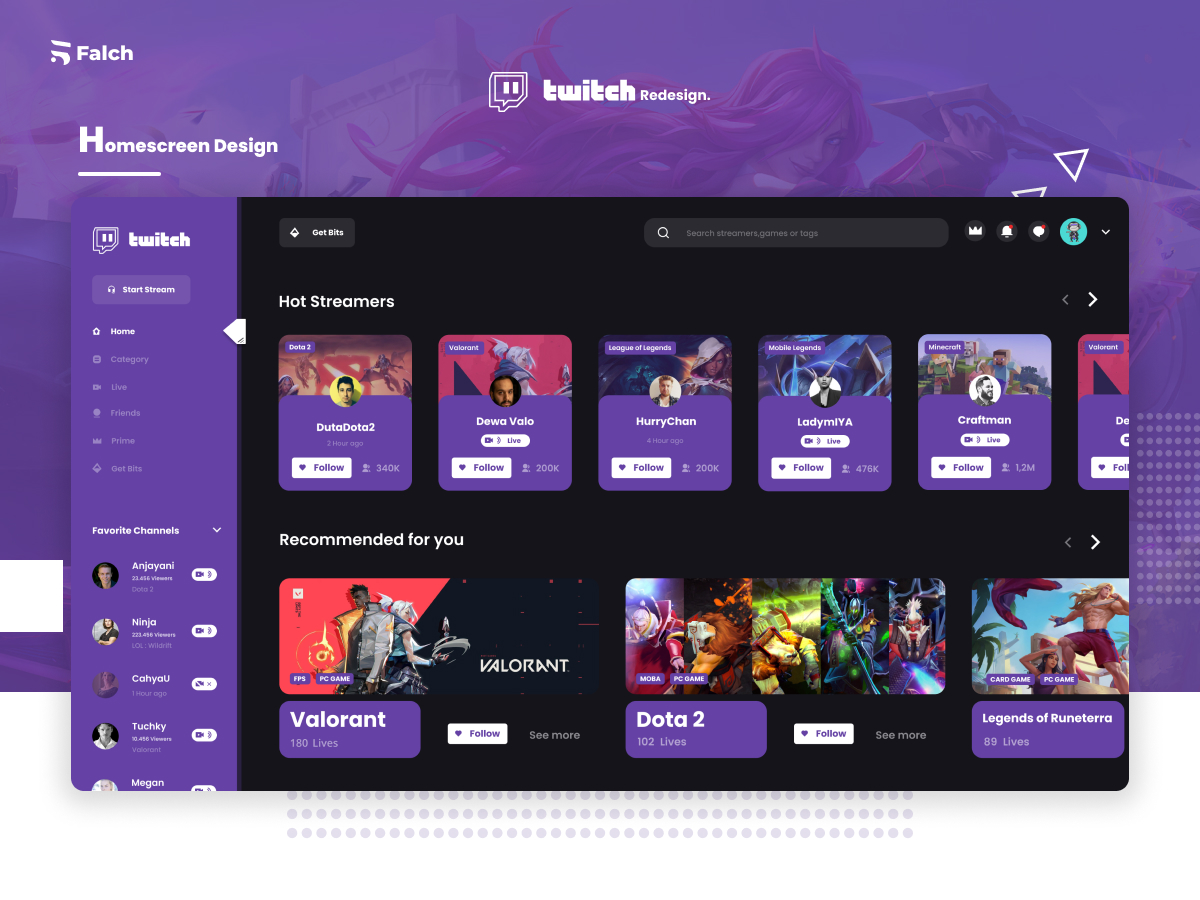 Falch
twitch Redesign.
Homescreen Design
twitch
Start Stream
Home
Category
Live
Friends
Prime
Get Bits
Favorite Channels
Anjayani
23.456 Viewers
Dota 2
Ninja
223.456 Viewers
LOL : Wildrift
CahyaU
1 Hour ago
Tuchky
10.456 Viewers
Valorant
Megan
Get Bits
Search streamers,games or tags
Hot Streamers
Dota 2
DutaDota2
2 Hour ago
Follow 340K
Valorant
Dewa Valo
Live
Follow 200K
League of Legends
HurryChan
4 Hour ago
Follow 200K
Mobile Legends
LadymIYA
Live
Follow 476K
Minecraft
Craftman
Live
Follow 1,2M
Valorant
De
Foll
Recommended for you
VALORANT
FPS PC GAME
Valorant
180 Lives
Follow
See more
MOBA PC GAME
Dota 2
102 Lives
Follow
See more
CARD GAME PC GAME
Legends of Runeterra
89 Lives